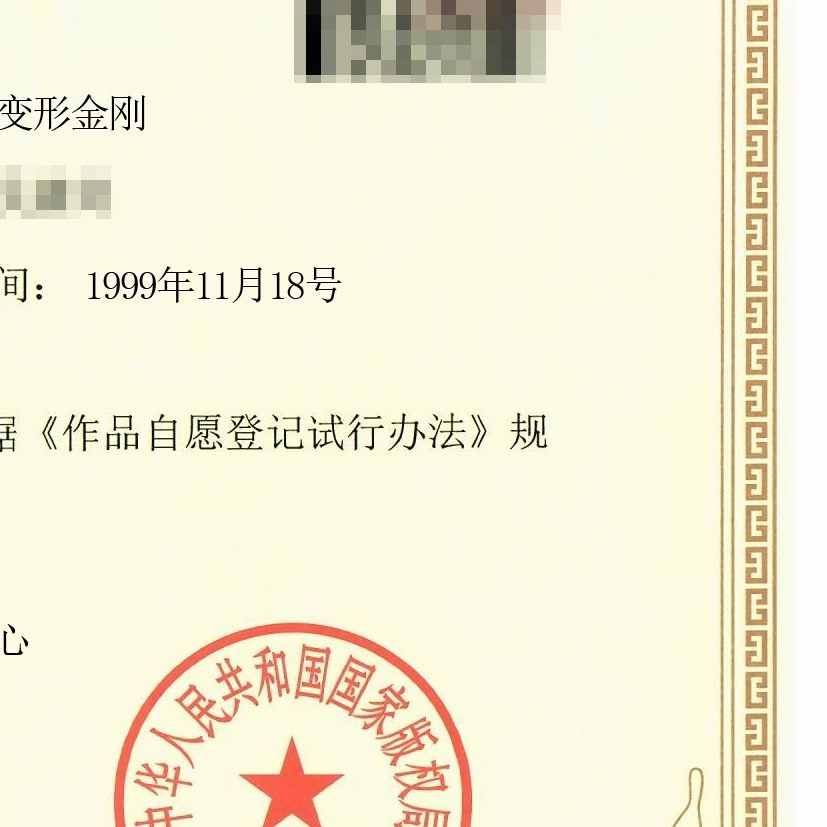 变形金刚
间： 1999年11月18号
据《作品自愿登记试行办法》规
心
中华人民共和国国家版权局